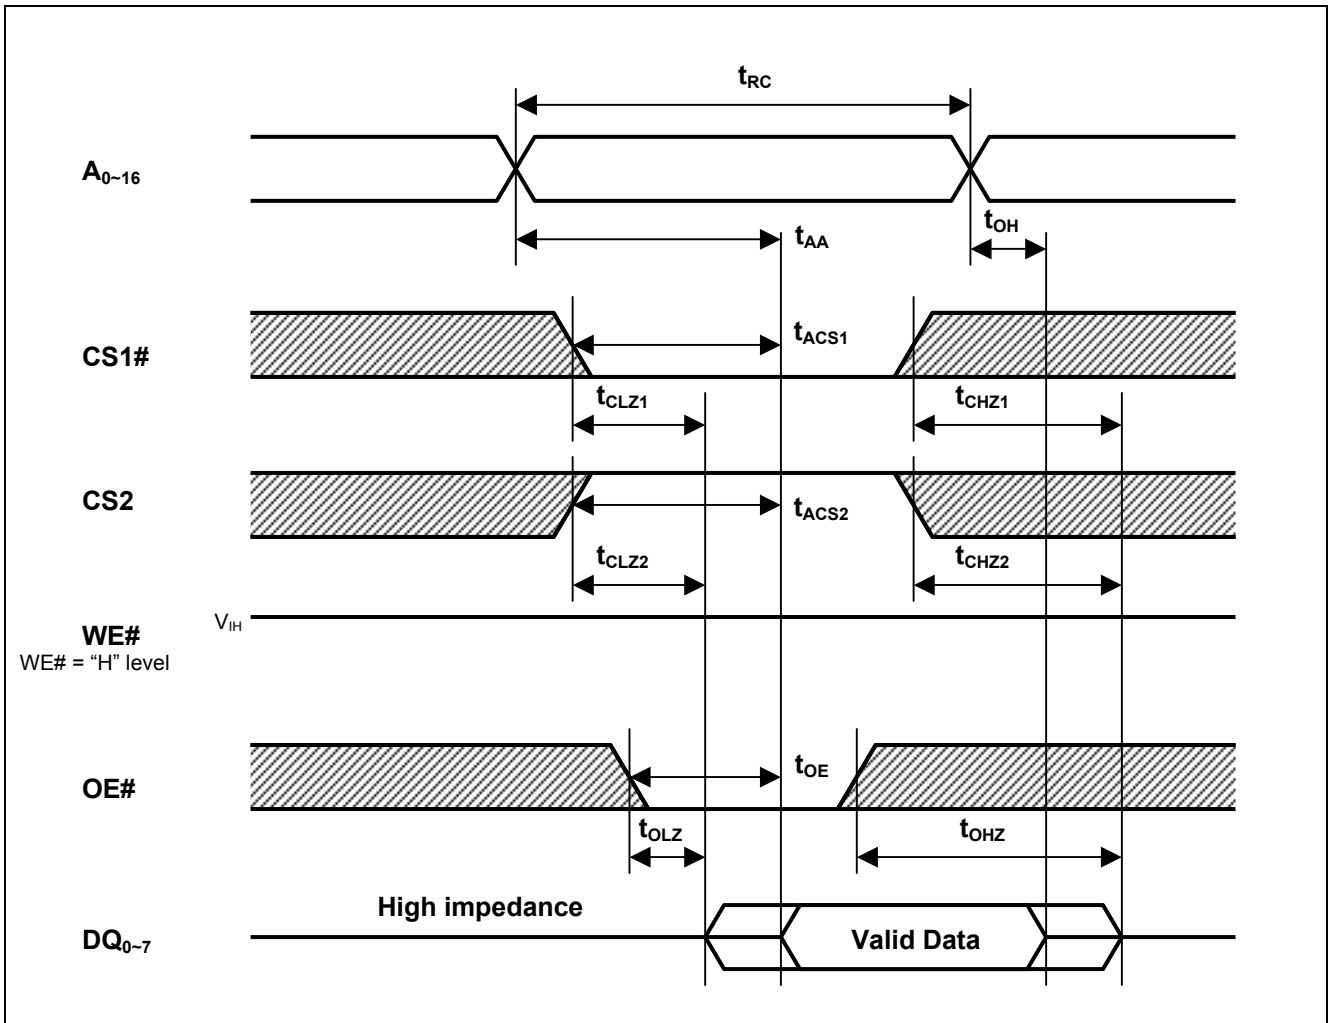 tRC
A0~16
tOH
tAA
tACS1
CS1#
tCLZ1 tCHZ1
CS2
tACS2
tCLZ2 tCHZ2
VIH
WE#
WE# = “H” level
tOE
OE#
tOLZ tOHZ
High impedance
DQ0~7 Valid Data